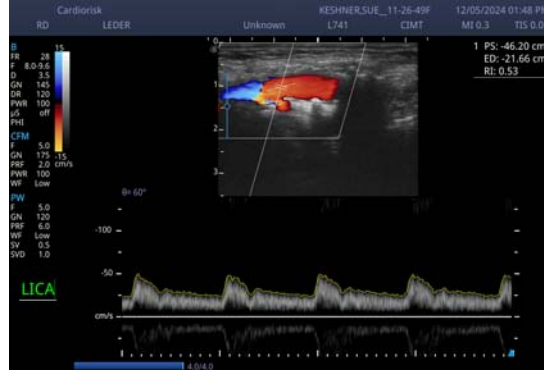 Cardiorisk KESHNER,SUE_11-26-49F 12/05/2024 01:48 PM
RD LEDER Unknown L741 CIMT MI 0.3 TIS 0.0
B
FR 28
F 8.0-9.6
D 3.5
GN 145
DR 120
PWR 100
µS off
PHI
15
-15
cm/s
CFM
F 5.0
GN 175
PRF 2.0
PWR 100
WF Low
PW
F 5.0
GN 120
PRF 6.0
WF Low
SV 0.5
SVD 1.0
LICA
0
1
2
3
1 PS: -46.20 cm
ED: -21.66 cm
RI: 0.53
θ= 60°
-100
-50
cm/s
4.0/4.0